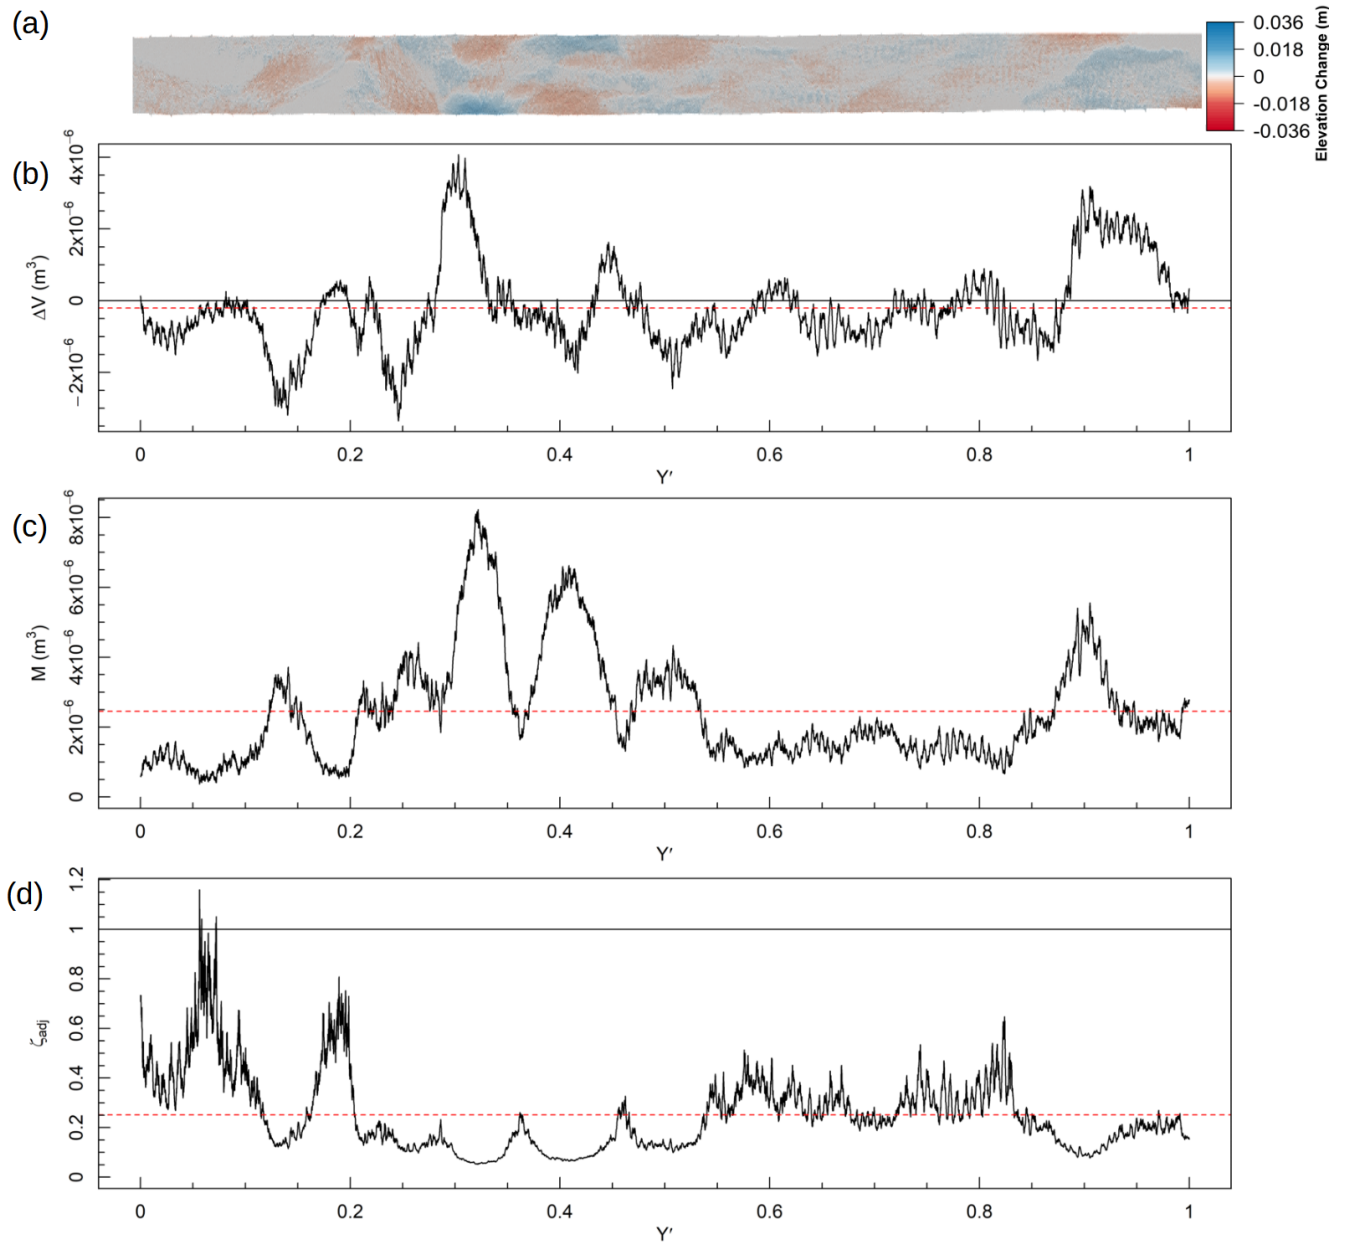 (a)
0.036
0.018
0
-0.018
-0.036
Elevation Change (m)
(b)
4x10⁻⁶
2x10⁻⁶
0
−2x10⁻⁶
ΔV (m³)
0 0.2 0.4 0.6 0.8 1
Y′
(c)
8x10⁻⁶
6x10⁻⁶
4x10⁻⁶
2x10⁻⁶
0
M (m³)
0 0.2 0.4 0.6 0.8 1
Y′
(d)
1.2
1
0.8
0.6
0.4
0.2
0
ζadj
0 0.2 0.4 0.6 0.8 1
Y′